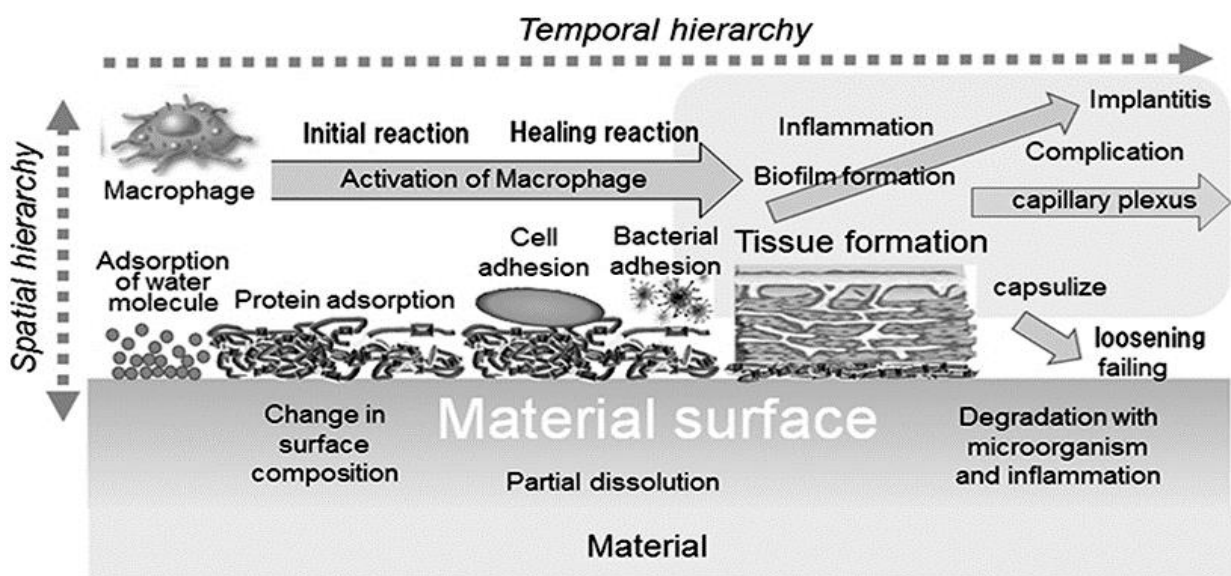 Temporal hierarchy
Spatial hierarchy
Macrophage
Initial reaction
Healing reaction
Activation of Macrophage
Inflammation
Biofilm formation
Implantitis
Complication
capillary plexus
Adsorption
of water
molecule
Protein adsorption
Cell
adhesion
Bacterial
adhesion
Tissue formation
capsulize
loosening
failing
Material surface
Change in
surface
composition
Partial dissolution
Degradation with
microorganism
and inflammation
Material